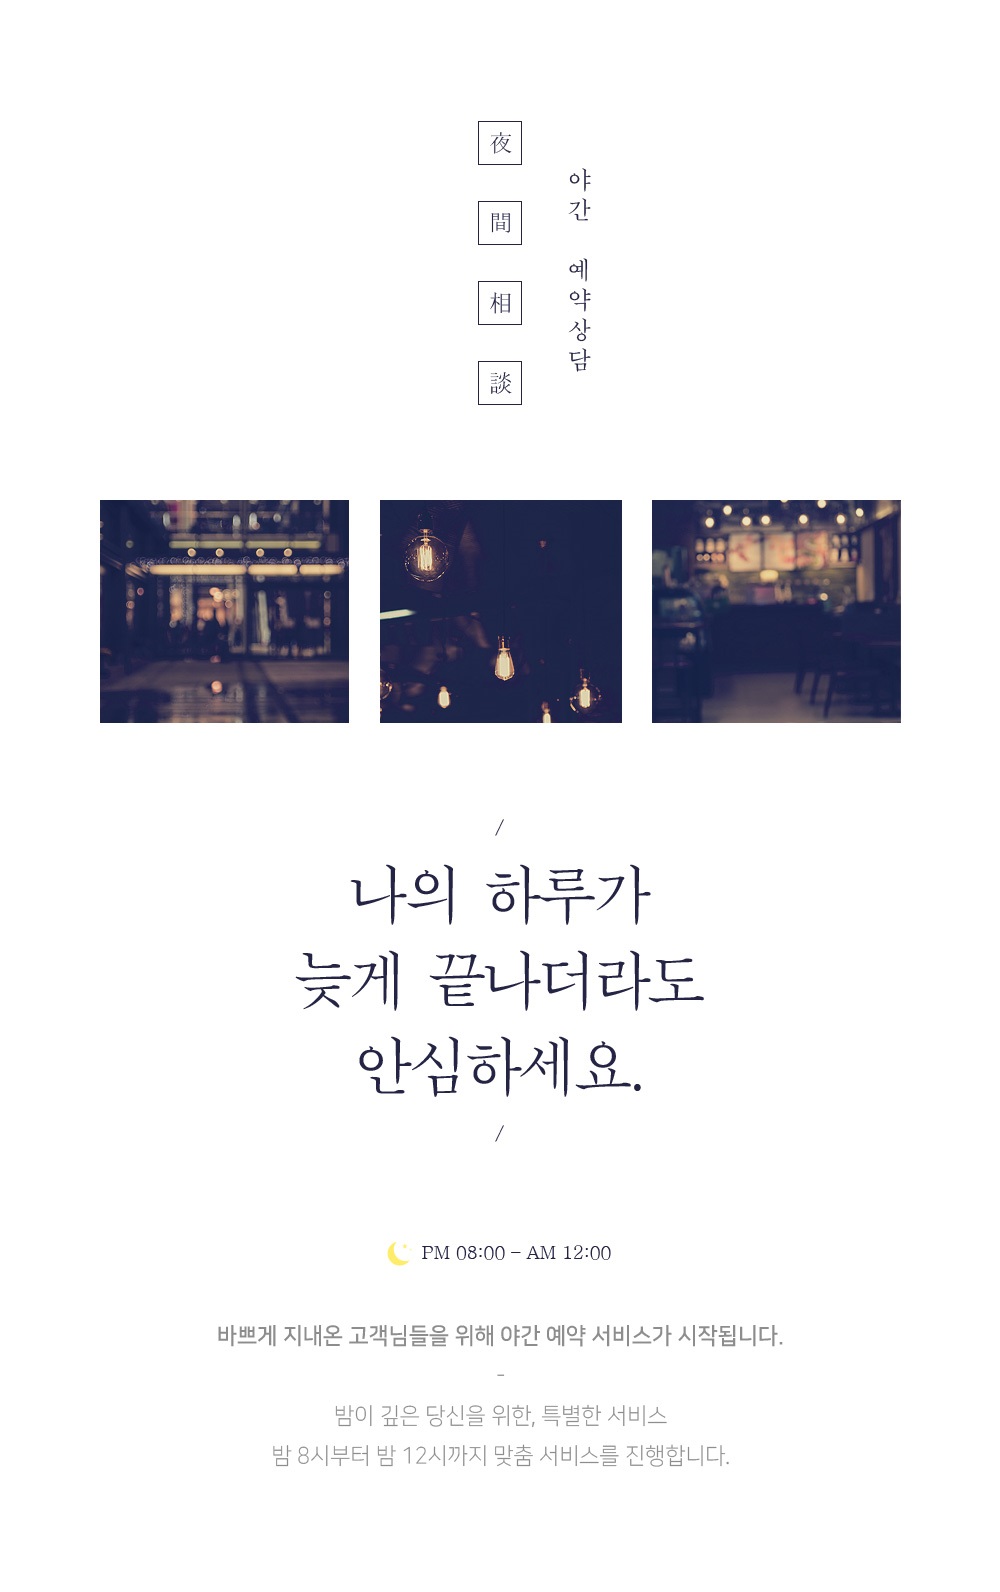 夜間相談
야간 예약상담
/
나의 하루가
늦게 끝나더라도
안심하세요.
/
PM 08:00 – AM 12:00
바쁘게 지내온 고객님들을 위해 야간 예약 서비스가 시작됩니다.
-
밤이 깊은 당신을 위한, 특별한 서비스
밤 8시부터 밤 12시까지 맞춤 서비스를 진행합니다.